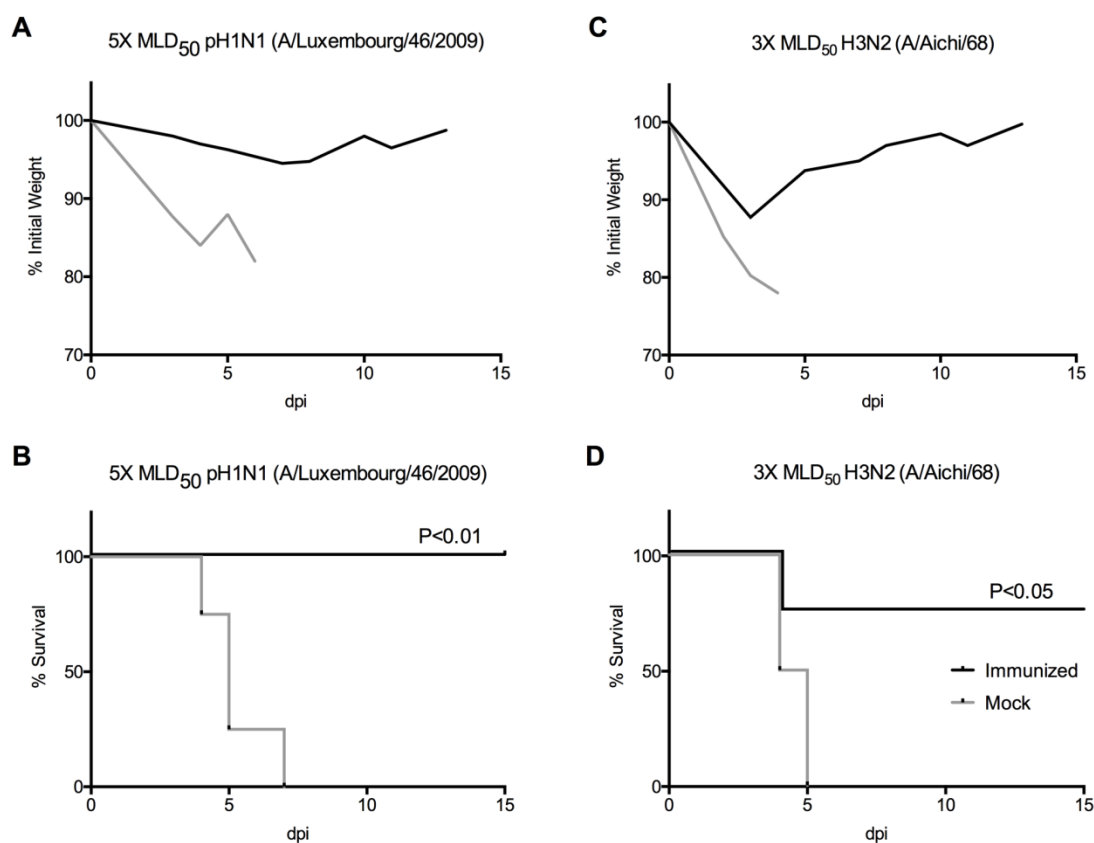 A
5X MLD50 pH1N1 (A/Luxembourg/46/2009)
% Initial Weight
100
90
80
70
0
5
10
15
dpi
C
3X MLD50 H3N2 (A/Aichi/68)
% Initial Weight
100
90
80
70
0
5
10
15
dpi
B
5X MLD50 pH1N1 (A/Luxembourg/46/2009)
P<0.01
% Survival
100
50
0
0
5
10
15
dpi
D
3X MLD50 H3N2 (A/Aichi/68)
P<0.05
% Survival
100
50
0
Immunized
Mock
0
5
10
15
dpi